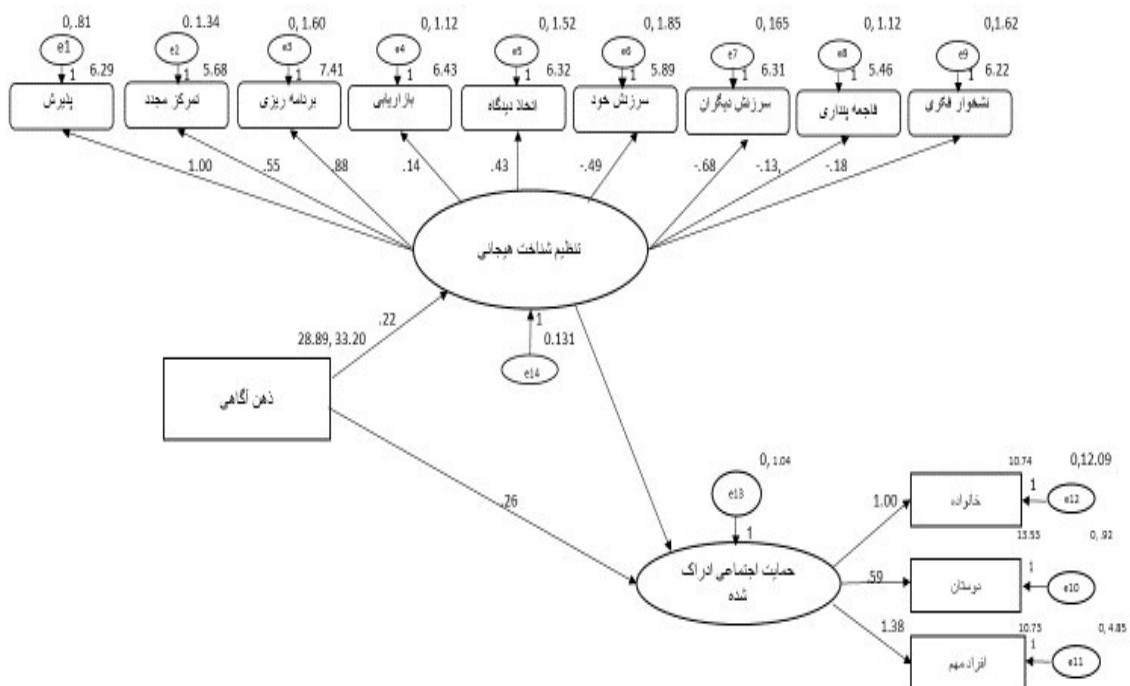 0, .81 0, 1.34 0, 1.60 0, 1.12 0, 1.52 0, 1.85 0, 165 0, 1.12 0,1.62
e1 e2 e3 e4 e5 e6 e7 e8 e9
1 6.29 1 5.68 1 7.41 1 6.43 1 6.32 1 5.89 1 6.31 1 5.46 1 6.22
پذیرش تمرکز مجدد برنامه ریزی بازاریابی اتخاذ دیدگاه سرزنش خود سرزنش دیگران فاجعه پنداری نشخوار فکری
1.00 .55 .88 .14 .43 -.49 -.68 -.13, -.18
تنظیم شناخت هیجانی
.22
1
28.89, 33.20
0.131
e14
ذهن آگاهی
.26
0, 1.04
e13
1
حمایت اجتماعی ادراک
شده
10.74 0,12.09
1.00 خانواده 1 e12
13.53 0, .92
.59 دوستان 1 e10
10.73 0, 4.85
1.38 افراد مهم 1 e11